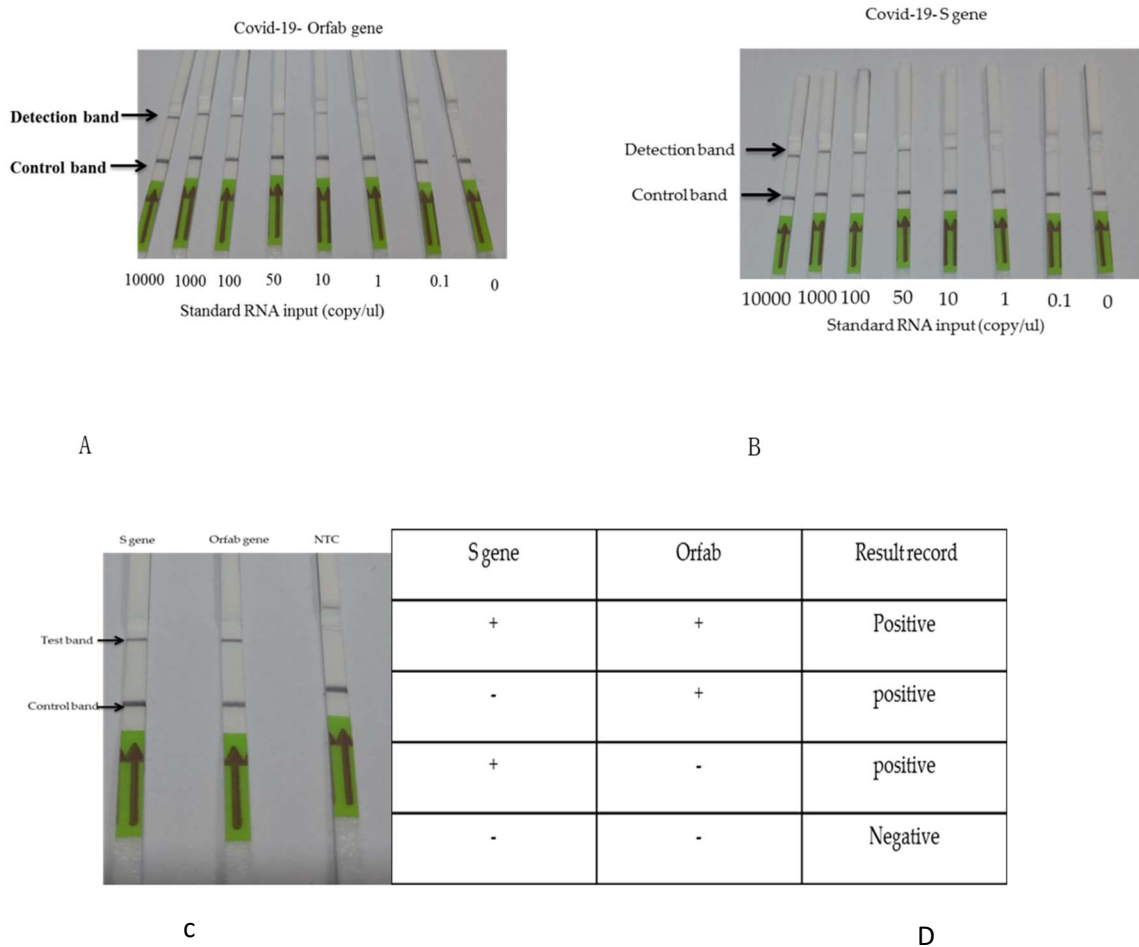 Covid-19- Orfab gene
Detection band
Control band
10000 1000 100 50 10 1 0.1 0
Standard RNA input (copy/ul)
A
Covid-19-S gene
Detection band
Control band
10000 1000 100 50 10 1 0.1 0
Standard RNA input (copy/ul)
B
S gene Orfab gene NTC
Test band
Control band
c
S gene Orfab Result record
+ + Positive
- + positive
+ - positive
- - Negative
D